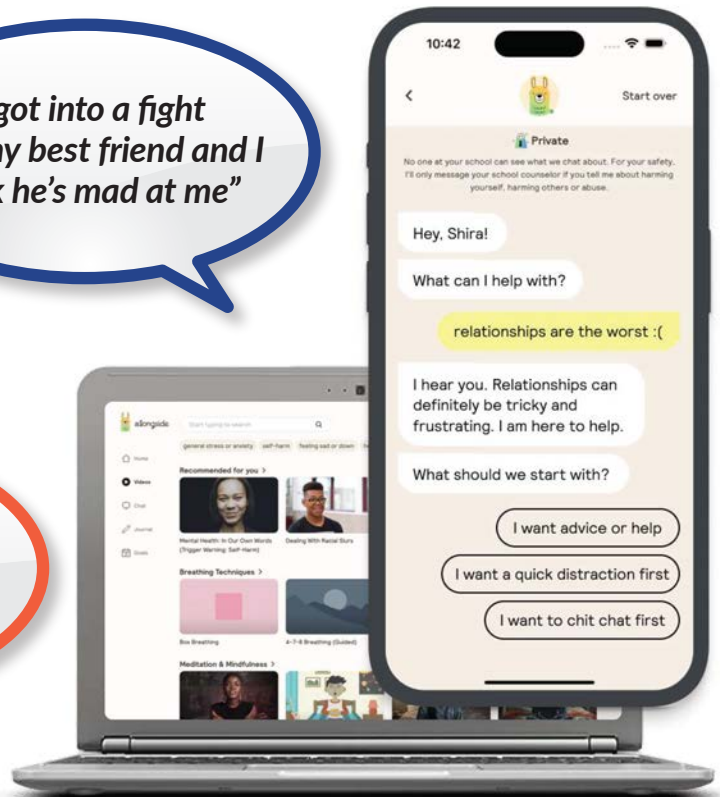 got into a fight
my best friend and I
he's mad at me”
10:42
Start over
Private
No one at your school can see what we chat about. For your safety,
I'll only message your school counselor if you tell me about harming
yourself, harming others or abuse.
Hey, Shira!
What can I help with?
relationships are the worst :(
I hear you. Relationships can
definitely be tricky and
frustrating. I am here to help.
What should we start with?
I want advice or help
I want a quick distraction first
I want to chit chat first
alongside
Start typing to search
general stress or anxiety self-harm feeling sad or down
Home
Videos
Chat
Journal
Goals
Recommended for you >
Mental Health: In Our Own Words
(Trigger Warning: Self-Harm)
Dealing With Racial Slurs
Breathing Techniques >
Box Breathing
4-7-8 Breathing (Guided)
Meditation & Mindfulness >